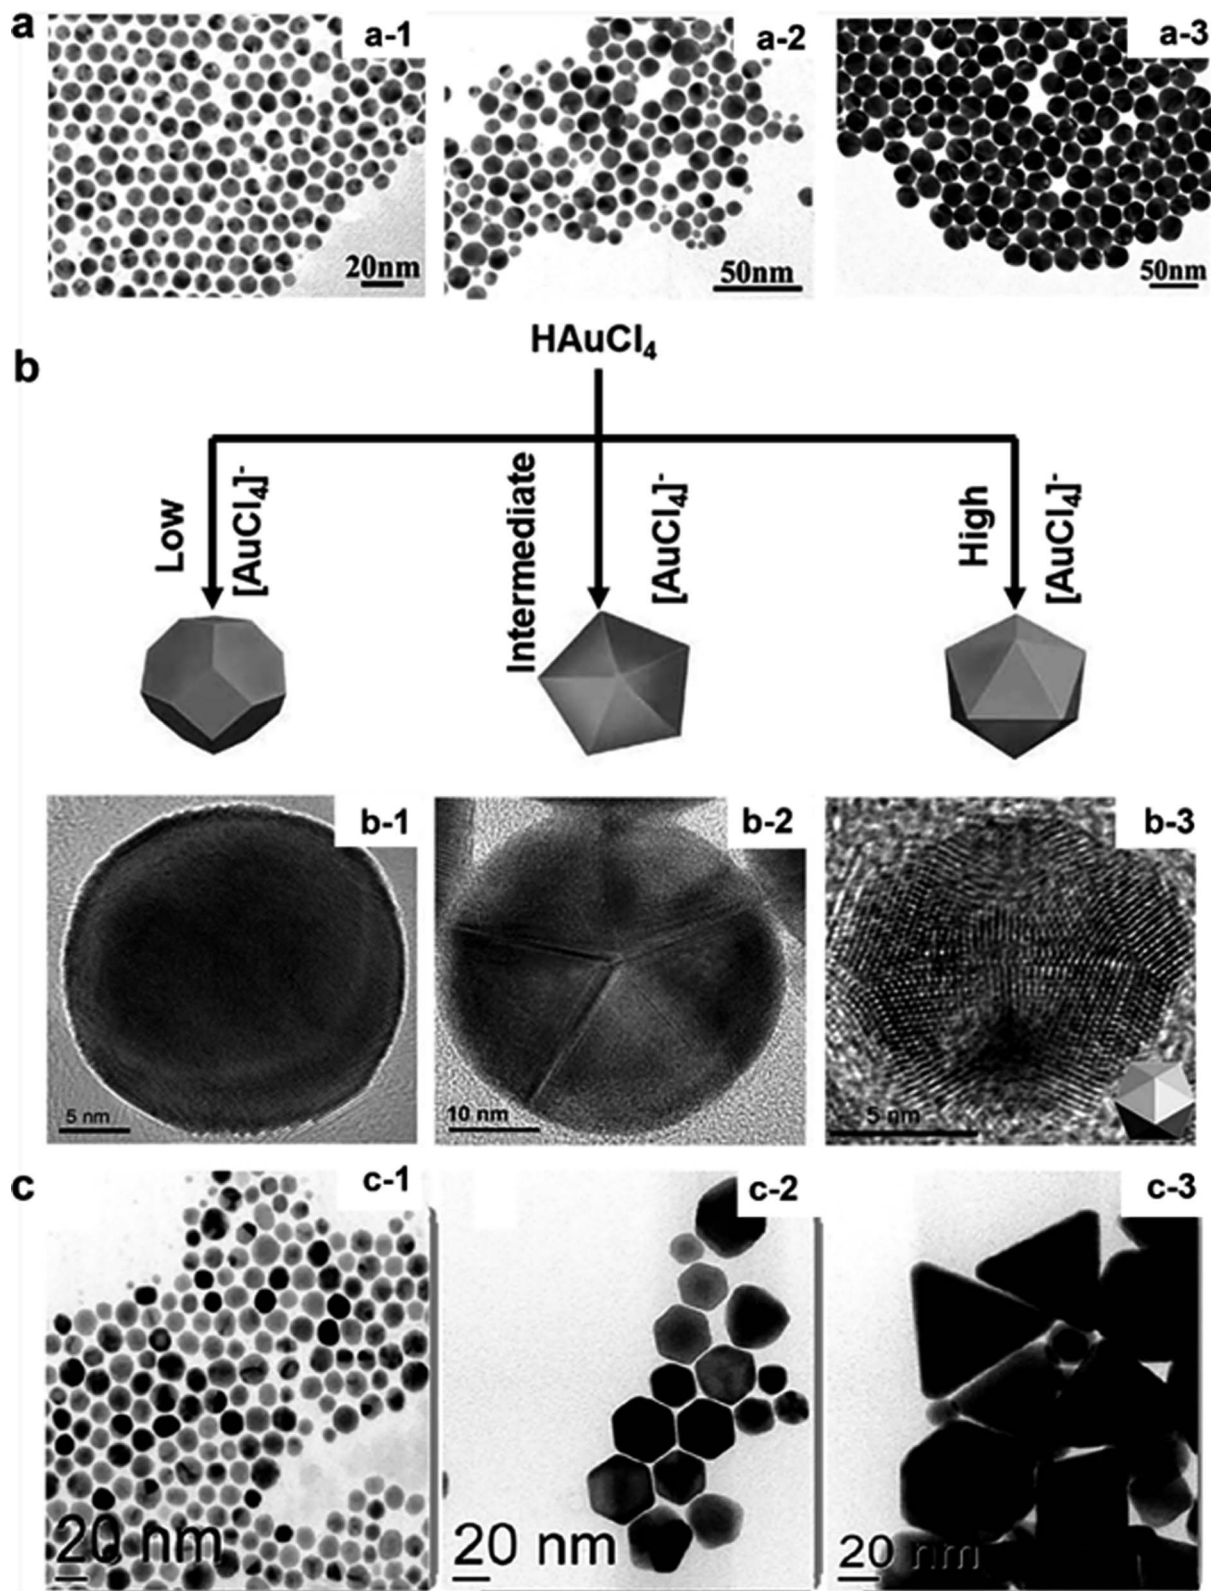 a
a-1
a-2
a-3
20nm
50nm
50nm
b
HAuCl₄
Low
[AuCl₄]⁻
Intermediate
[AuCl₄]⁻
High
[AuCl₄]⁻
b-1
b-2
b-3
5 nm
10 nm
5 nm
c
c-1
c-2
c-3
20 nm
20 nm
20 nm